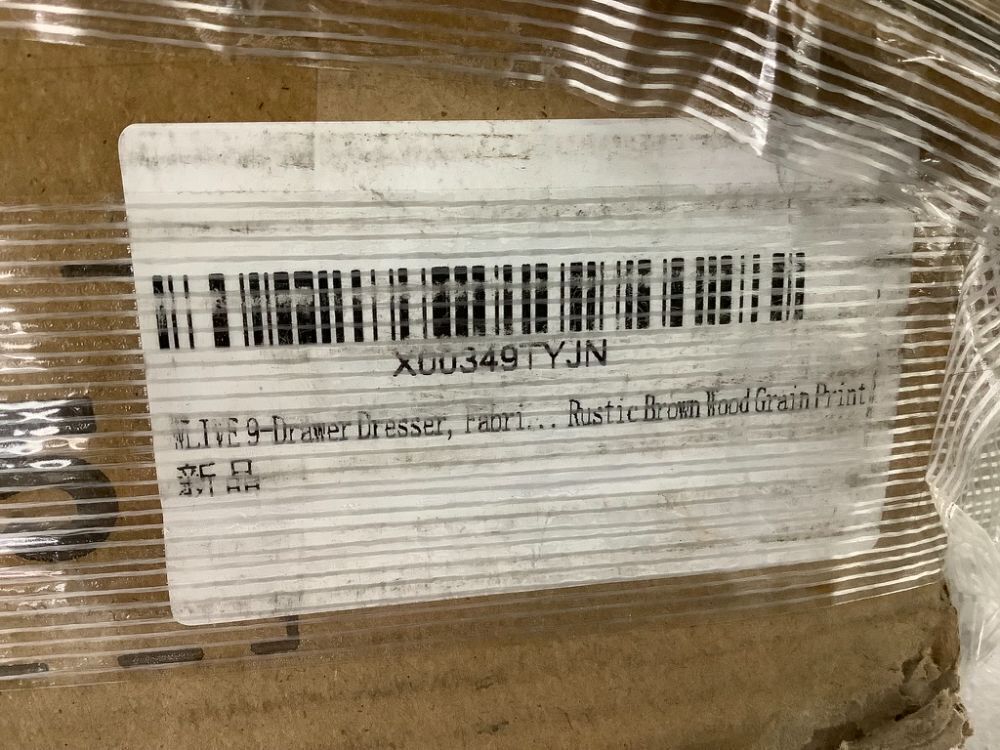 X00349TYJN
WLIVE 9-Drawer Dresser, Fabri... Rustic Brown Wood Grain Print
新品